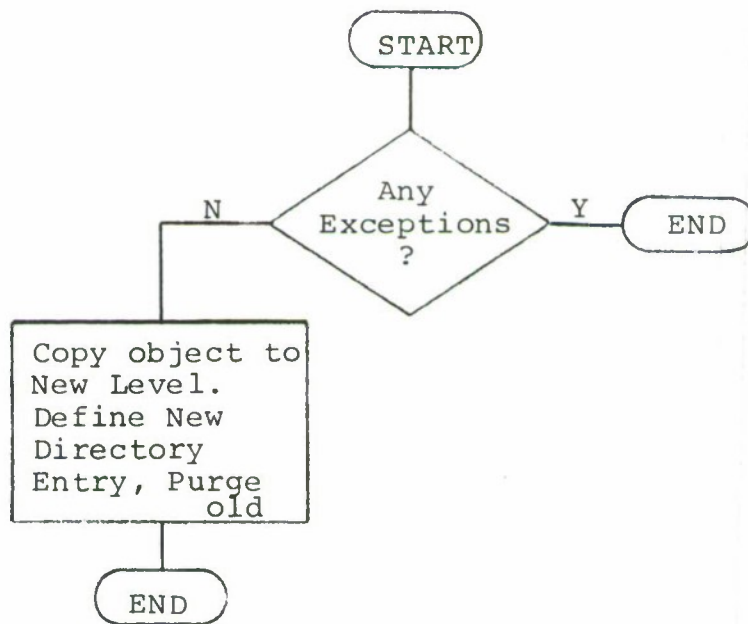 START
Any
Exceptions
?
N
Y
END
Copy object to
New Level.
Define New
Directory
Entry, Purge
old
END